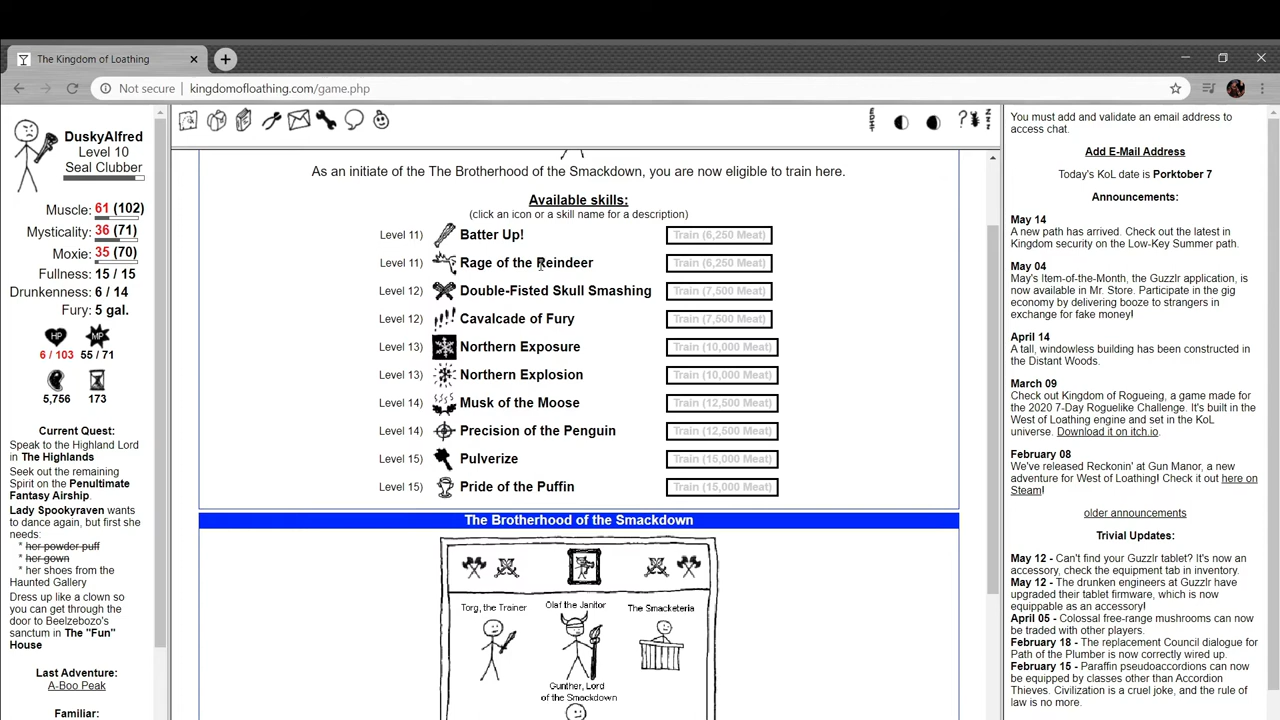 The Kingdom of Loathing
Not secure
kingdomofloathing.com/game.php
DuskyAlfred
Level 10
Seal Clubber
Muscle: 61 (102)
Mysticality: 36 (71)
Moxie: 35 (70)
Fullness: 15 / 15
Drunkenness: 6 / 14
Fury: 5 gal.
HP MP
6 / 103 55 / 71
5,756 173
Current Quest:
Speak to the Highland Lord
in The Highlands
Seek out the remaining
Spirit on the Penultimate
Fantasy Airship.
Lady Spookyraven wants
to dance again, but first she
needs:
* her powder puff
* her gown
* her shoes from the
Haunted Gallery
Dress up like a clown so
you can get through the
door to Beelzebozo's
sanctum in The "Fun"
House
Last Adventure:
A-Boo Peak
Familiar:
EDIT
? Zzz
As an initiate of the The Brotherhood of the Smackdown, you are now eligible to train here.
Available skills:
(click an icon or a skill name for a description)
Level 11) Batter Up! Train (6,250 Meat)
Level 11) Rage of the Reindeer Train (6,250 Meat)
Level 12) Double-Fisted Skull Smashing Train (7,500 Meat)
Level 12) Cavalcade of Fury Train (7,500 Meat)
Level 13) Northern Exposure Train (10,000 Meat)
Level 13) Northern Explosion Train (10,000 Meat)
Level 14) Musk of the Moose Train (12,500 Meat)
Level 14) Precision of the Penguin Train (12,500 Meat)
Level 15) Pulverize Train (15,000 Meat)
Level 15) Pride of the Puffin Train (15,000 Meat)
The Brotherhood of the Smackdown
Torg, the Trainer
Olaf the Janitor
The Smacketeria
Gunther, Lord
of the Smackdown
You must add and validate an email address to
access chat.
Add E-Mail Address
Today's KoL date is Porktober 7
Announcements:
May 14
A new path has arrived. Check out the latest in
Kingdom security on the Low-Key Summer path.
May 04
May's Item-of-the-Month, the Guzzlr application, is
now available in Mr. Store. Participate in the gig
economy by delivering booze to strangers in
exchange for fake money!
April 14
A tall, windowless building has been constructed in
the Distant Woods.
March 09
Check out Kingdom of Rogueing, a game made for
the 2020 7-Day Roguelike Challenge. It's built in the
West of Loathing engine and set in the KoL
universe. Download it on itch.io.
February 08
We've released Reckonin' at Gun Manor, a new
adventure for West of Loathing! Check it out here on
Steam!
older announcements
Trivial Updates:
May 12 - Can't find your Guzzlr tablet? It's now an
accessory, check the equipment tab in inventory.
May 12 - The drunken engineers at Guzzlr have
upgraded their tablet firmware, which is now
equippable as an accessory!
April 05 - Colossal free-range mushrooms can now
be traded with other players.
February 18 - The replacement Council dialogue for
Path of the Plumber is now correctly wired up.
February 15 - Paraffin pseudoaccordions can now
be equipped by classes other than Accordion
Thieves. Civilization is a cruel joke, and the rule of
law is no more.